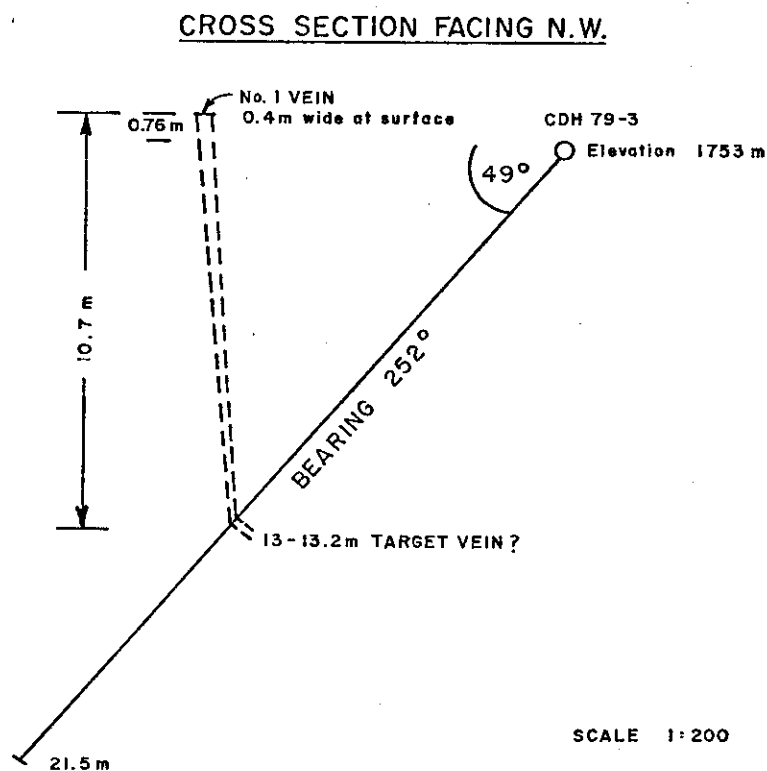 CROSS SECTION FACING N.W.
No. 1 VEIN
0.4m wide at surface
0.76 m
CDH 79-3
Elevation 1753 m
49°
10.7 m
BEARING 252°
13-13.2m TARGET VEIN ?
21.5 m
SCALE 1:200